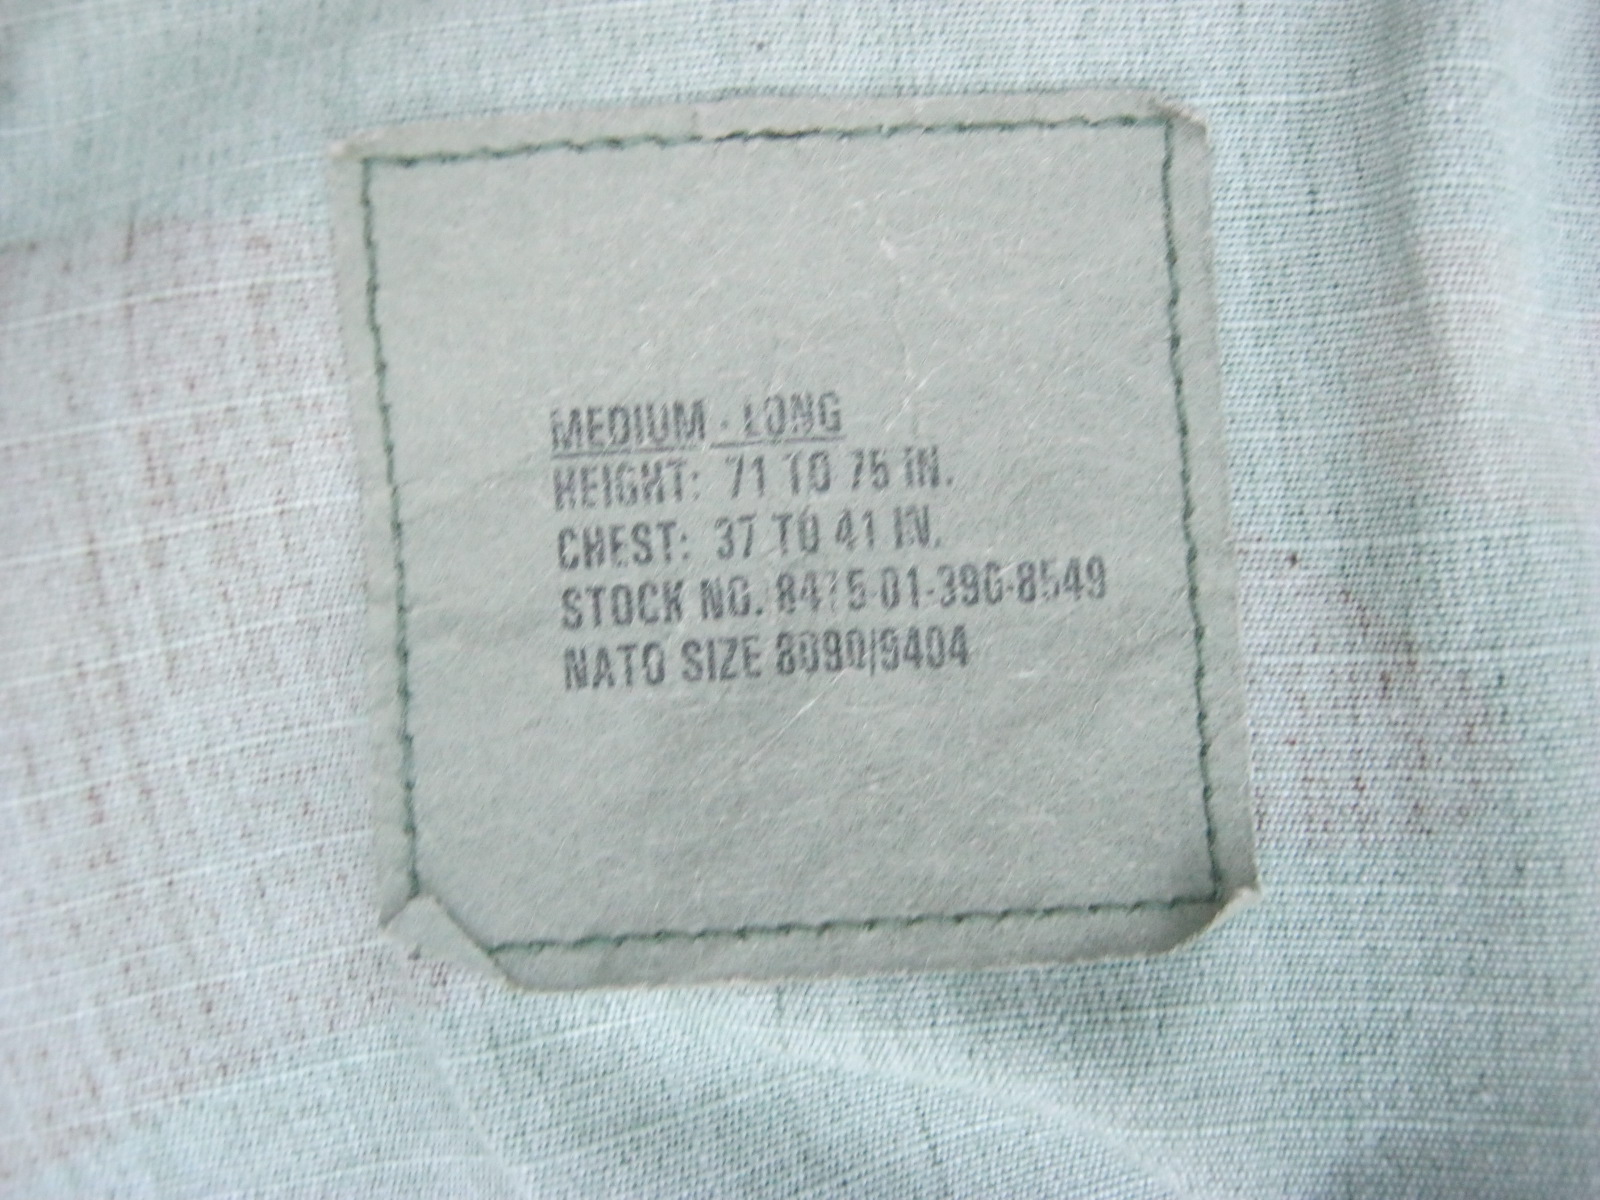 MEDIUM - LONG
HEIGHT: 71 TO 75 IN.
CHEST: 37 TO 41 IN.
STOCK NO. 8415-01-390-8549
NATO SIZE 8090/9404